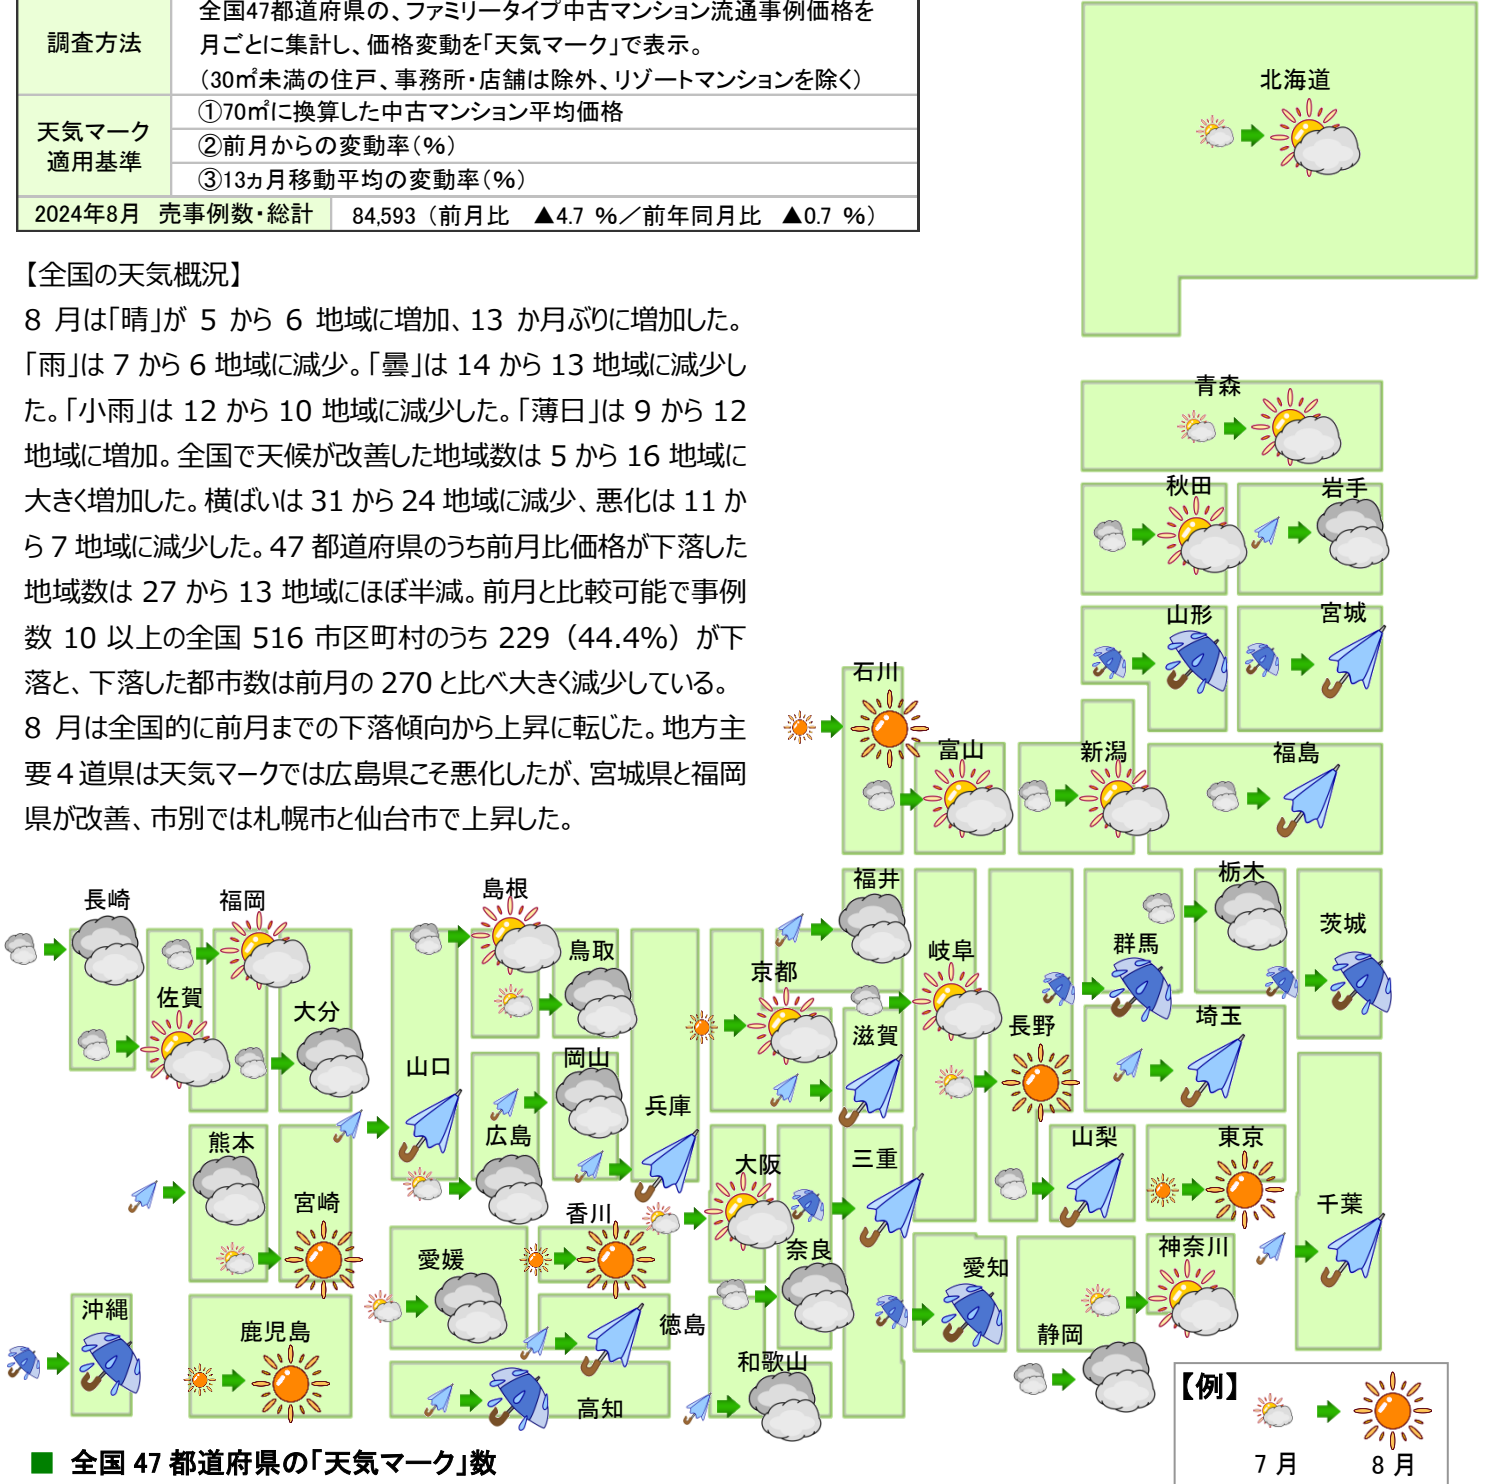 全国47都道府県の、ファミリータイプ中古マンション流通事例価格を
調査方法
月ごとに集計し、価格変動を「天気マーク」で表示。
（30㎡未満の住戸、事務所・店舗は除外、リゾートマンションを除く）
天気マーク
適用基準
①70㎡に換算した中古マンション平均価格
②前月からの変動率（％）
③13ヵ月移動平均の変動率（％）
2024年8月　売事例数・総計　84,593（前月比　▲4.7 ％／前年同月比　▲0.7 ％）
【全国の天気概況】
8 月は「晴」が 5 から 6 地域に増加、13 か月ぶりに増加した。
「雨」は 7 から 6 地域に減少。「曇」は 14 から 13 地域に減少し
た。「小雨」は 12 から 10 地域に減少した。「薄日」は 9 から 12
地域に増加。全国で天候が改善した地域数は 5 から 16 地域に
大きく増加した。横ばいは 31 から 24 地域に減少、悪化は 11 か
ら 7 地域に減少した。47 都道府県のうち前月比価格が下落した
地域数は 27 から 13 地域にほぼ半減。前月と比較可能で事例
数 10 以上の全国 516 市区町村のうち 229（44.4%）が下
落と、下落した都市数は前月の 270 と比べ大きく減少している。
8 月は全国的に前月までの下落傾向から上昇に転じた。地方主
要４道県は天気マークでは広島県こそ悪化したが、宮城県と福岡
県が改善、市別では札幌市と仙台市で上昇した。
北海道
青森
秋田
岩手
山形
宮城
石川
富山
新潟
福島
長崎
福岡
島根
福井
栃木
茨城
鳥取
京都
岐阜
群馬
佐賀
大分
滋賀
長野
埼玉
山口
岡山
兵庫
熊本
広島
大阪
三重
山梨
東京
宮崎
香川
千葉
愛媛
奈良
愛知
神奈川
沖縄
鹿児島
徳島
静岡
和歌山
高知
【例】
7 月
8 月
■ 全国 47 都道府県の「天気マーク」数